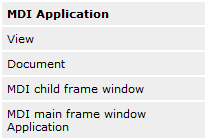 MDI Application
View
Document
MDI child frame window
MDI main frame window
Application